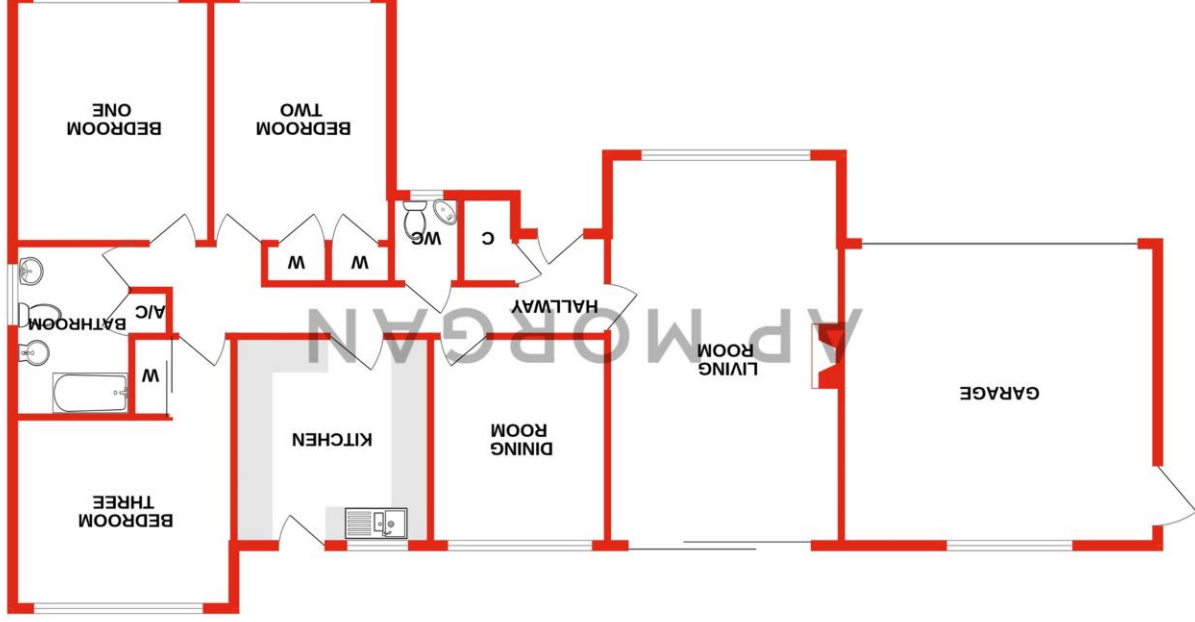 BEDROOM
THREE
KITCHEN
DINING
ROOM
GARAGE
LIVING
ROOM
W
AP MORGAN
BATHROOM
A/C
HALLWAY
W
W
WC
C
BEDROOM
TWO
BEDROOM
ONE